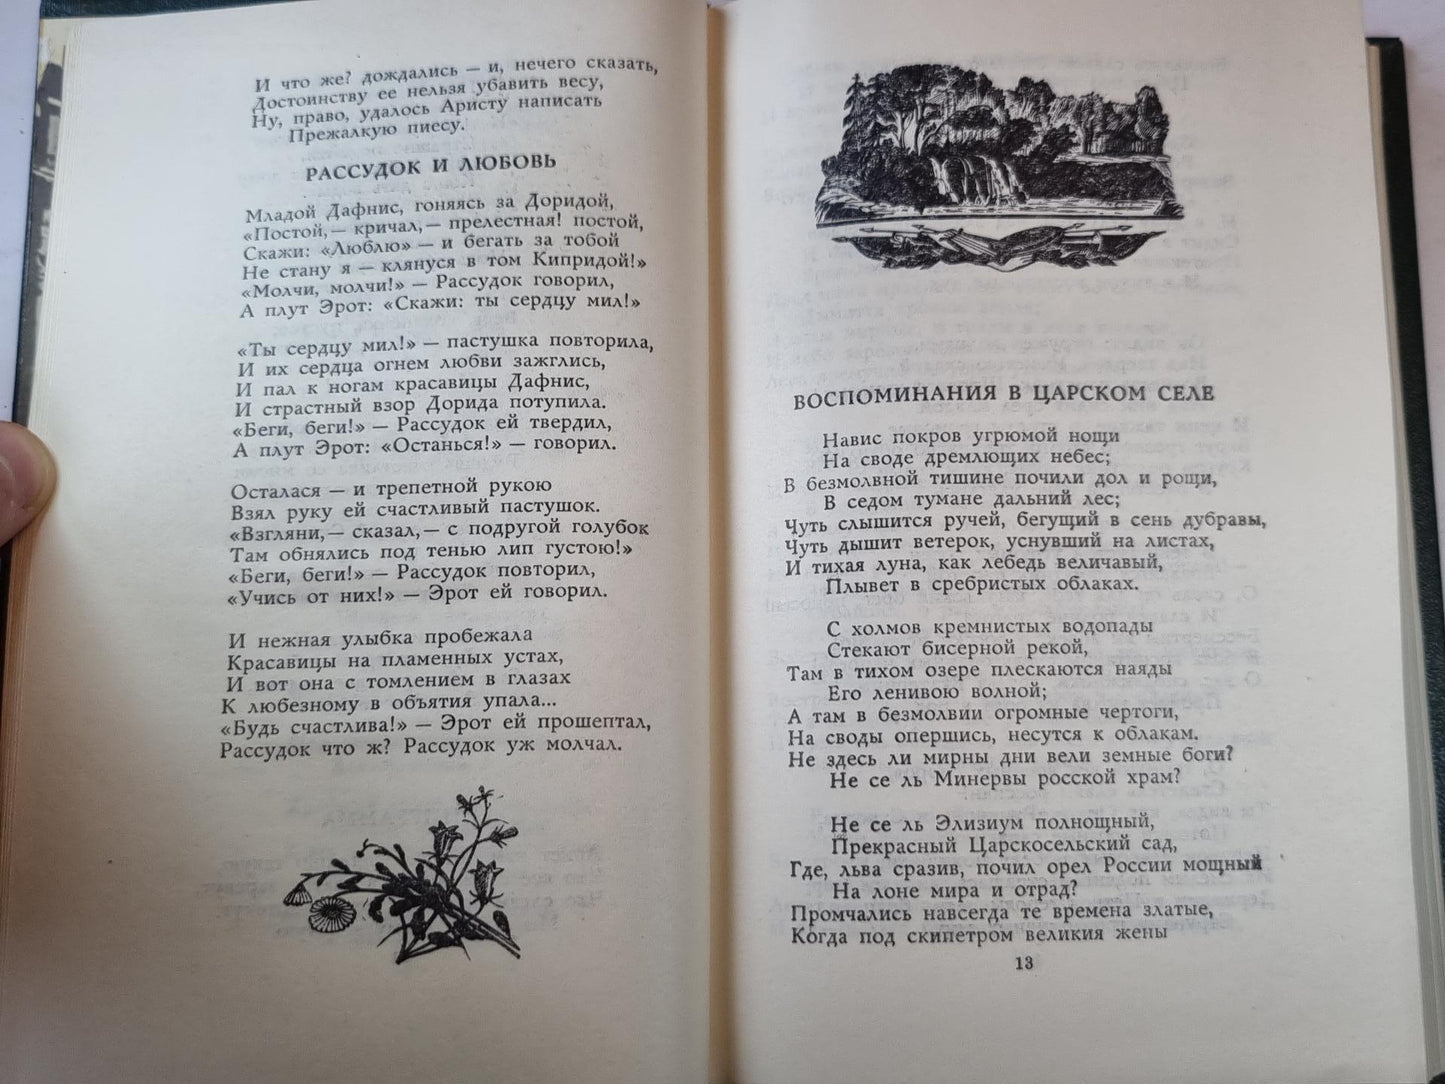 И что же? дождались — и, нечего сказать,
Достоинству ее нельзя убавить весу,
Ну, право, удалось Аристу написать
Прежалкую пиесу.
РАССУДОК И ЛЮБОВЬ
Младой Дафнис, гоняясь за Доридой,
«Постой,— кричал,— прелестная! постой,
Скажи: «Люблю» — и бегать за тобой
Не стану я — клянуся в том Кипридой!»
«Молчи, молчи!» — Рассудок говорил,
А плут Эрот: «Скажи: ты сердцу мил!»
«Ты сердцу мил!» — пастушка повторила,
И их сердца огнем любви зажглись,
И пал к ногам красавицы Дафнис,
И страстный взор Дорида потупила.
«Беги, беги!» — Рассудок ей твердил,
А плут Эрот: «Останься!» — говорил.
Осталася — и трепетной рукою
Взял руку ей счастливый пастушок.
«Взгляни,— сказал,— с подругой голубок
Там обнялись под тенью лип густою!»
«Беги, беги!» — Рассудок повторил,
«Учись от них!» — Эрот ей говорил.
И нежная улыбка пробежала
Красавицы на пламенных устах,
И вот она с томлением в глазах
К любезному в объятия упала...
«Будь счастлива!» — Эрот ей прошептал,
Рассудок что ж? Рассудок уж молчал.
ВОСПОМИНАНИЯ В ЦАРСКОМ СЕЛЕ
Навис покров угрюмой нощи
На своде дремлющих небес;
В безмолвной тишине почили дол и рощи,
В седом тумане дальний лес;
Чуть слышится ручей, бегущий в сень дубравы,
Чуть дышит ветерок, уснувший на листах,
И тихая луна, как лебедь величавый,
Плывет в сребристых облаках.
С холмов кремнистых водопады
Стекают бисерной рекой,
Там в тихом озере плескаются наяды
Его ленивою волной;
А там в безмолвии огромные чертоги,
На своды опершись, несутся к облакам.
Не здесь ли мирны дни вели земные боги?
Не се ль Минервы росской храм?
Не се ль Элизиум полнощный,
Прекрасный Царскосельский сад,
Где, льва сразив, почил орел России мощный
На лоне мира и отрад?
Промчались навсегда те времена златые,
Когда под скипетром великия жены
13